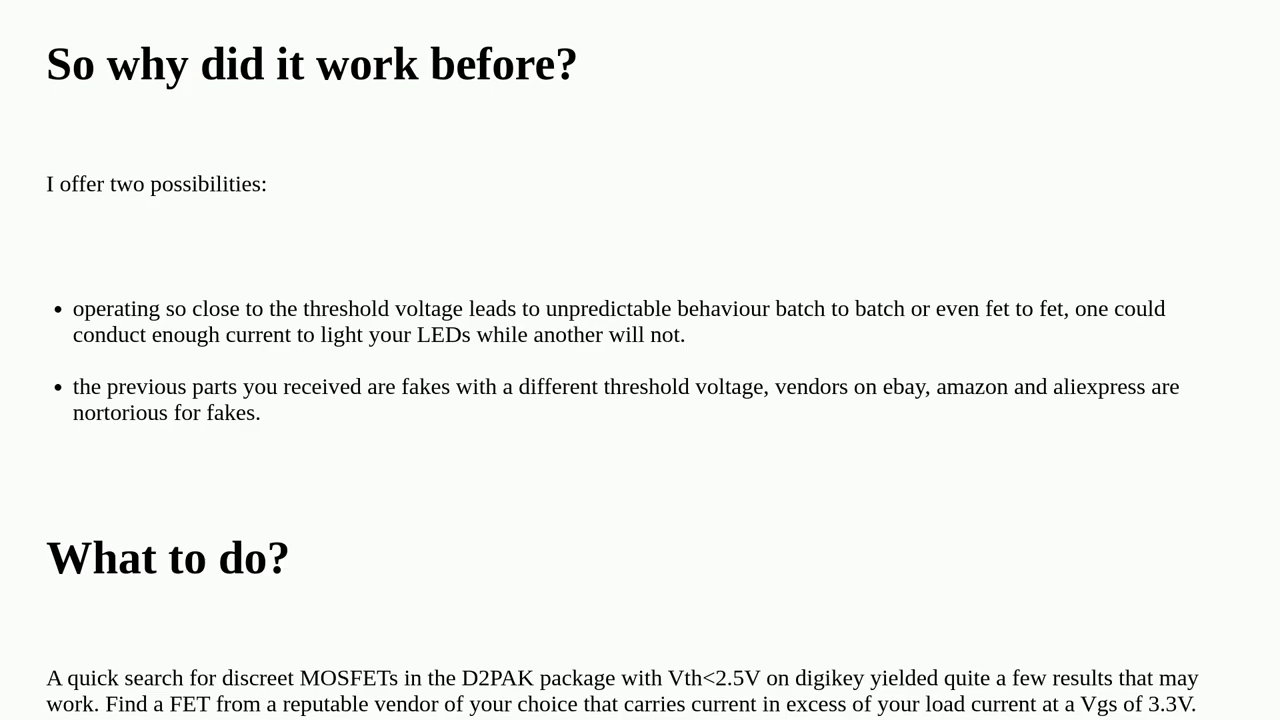 So why did it work before?
I offer two possibilities:
• operating so close to the threshold voltage leads to unpredictable behaviour batch to batch or even fet to fet, one could
conduct enough current to light your LEDs while another will not.
• the previous parts you received are fakes with a different threshold voltage, vendors on ebay, amazon and aliexpress are
nortorious for fakes.
What to do?
A quick search for discreet MOSFETs in the D2PAK package with Vth<2.5V on digikey yielded quite a few results that may
work. Find a FET from a reputable vendor of your choice that carries current in excess of your load current at a Vgs of 3.3V.